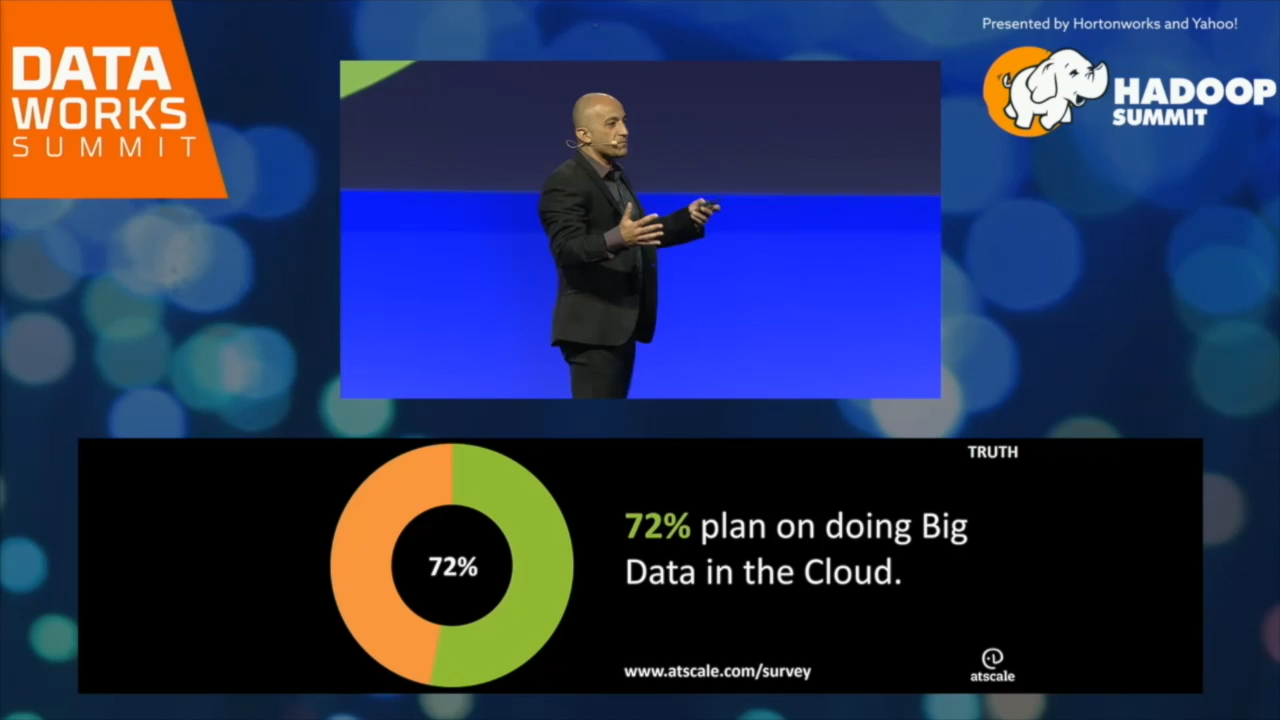 DATA
WORKS
SUMMIT
Presented by Hortonworks and Yahoo!
HADOOP
SUMMIT
TRUTH
72%
72% plan on doing Big
Data in the Cloud.
www.atscale.com/survey
atscale